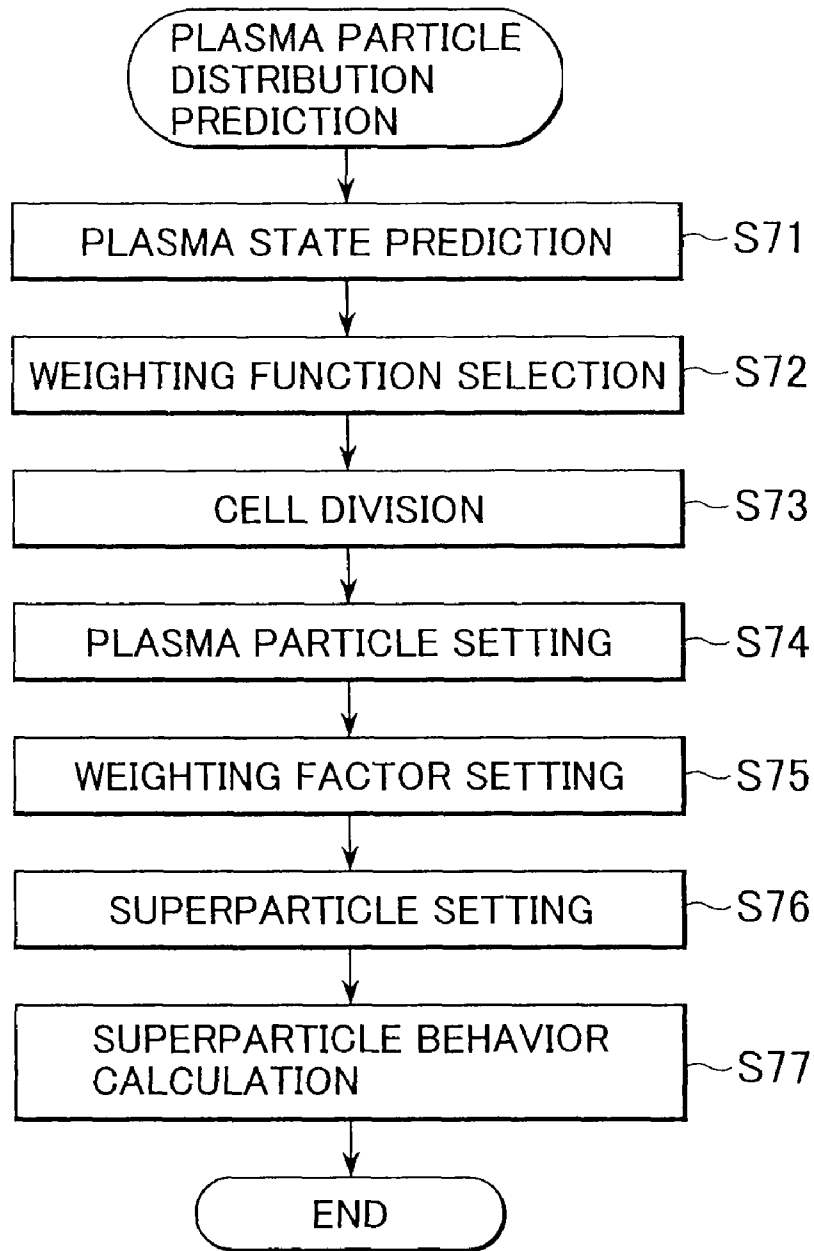 PLASMA PARTICLE
DISTRIBUTION
PREDICTION
PLASMA STATE PREDICTION
S71
WEIGHTING FUNCTION SELECTION
S72
CELL DIVISION
S73
PLASMA PARTICLE SETTING
S74
WEIGHTING FACTOR SETTING
S75
SUPERPARTICLE SETTING
S76
SUPERPARTICLE BEHAVIOR
CALCULATION
S77
END